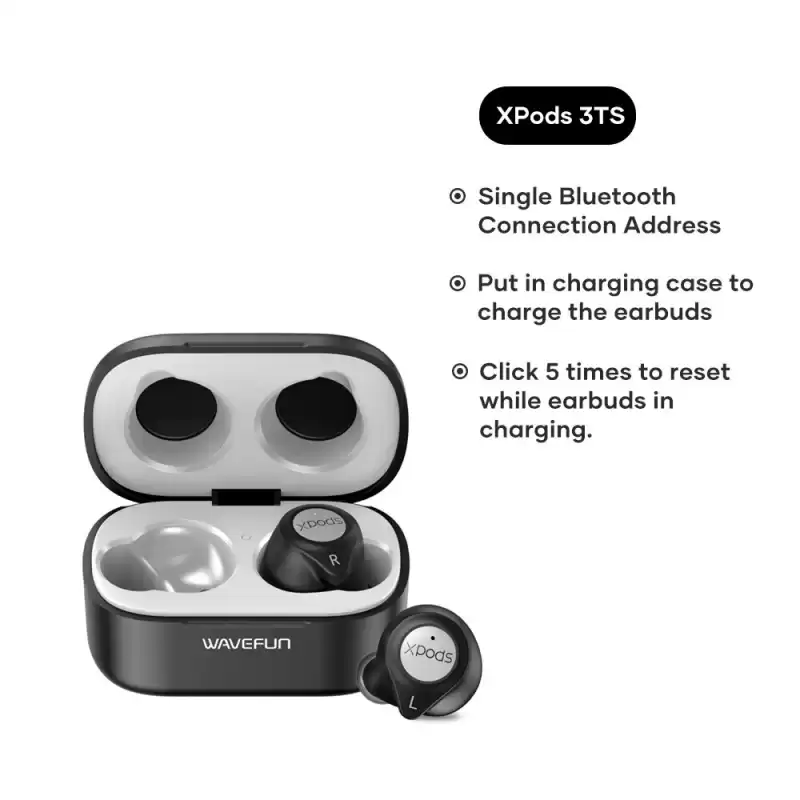 XPods 3TS
Single Bluetooth
Connection Address
Put in charging case to
charge the earbuds
Click 5 times to reset
while earbuds in
charging.
Xpods
R
WAVEFUN
Xpods
L